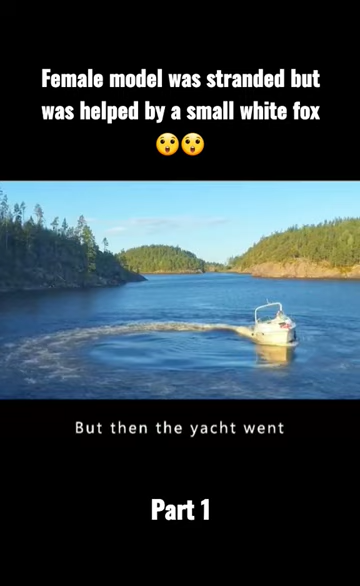 Female model was stranded but
was helped by a small white fox
😲😲
But then the yacht went
Part 1